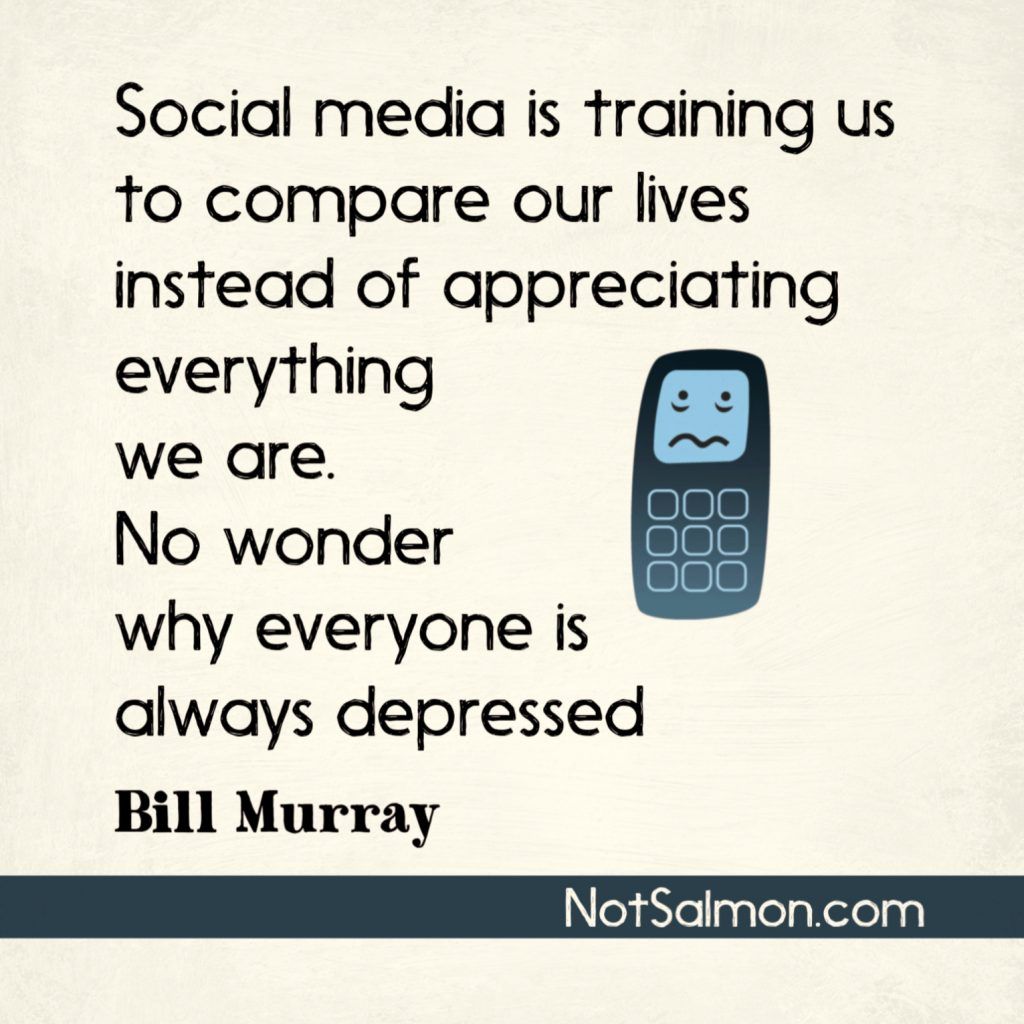 Social media is training us
to compare our lives
instead of appreciating
everything
we are.
No wonder
why everyone is
always depressed
Bill Murray
NotSalmon.com